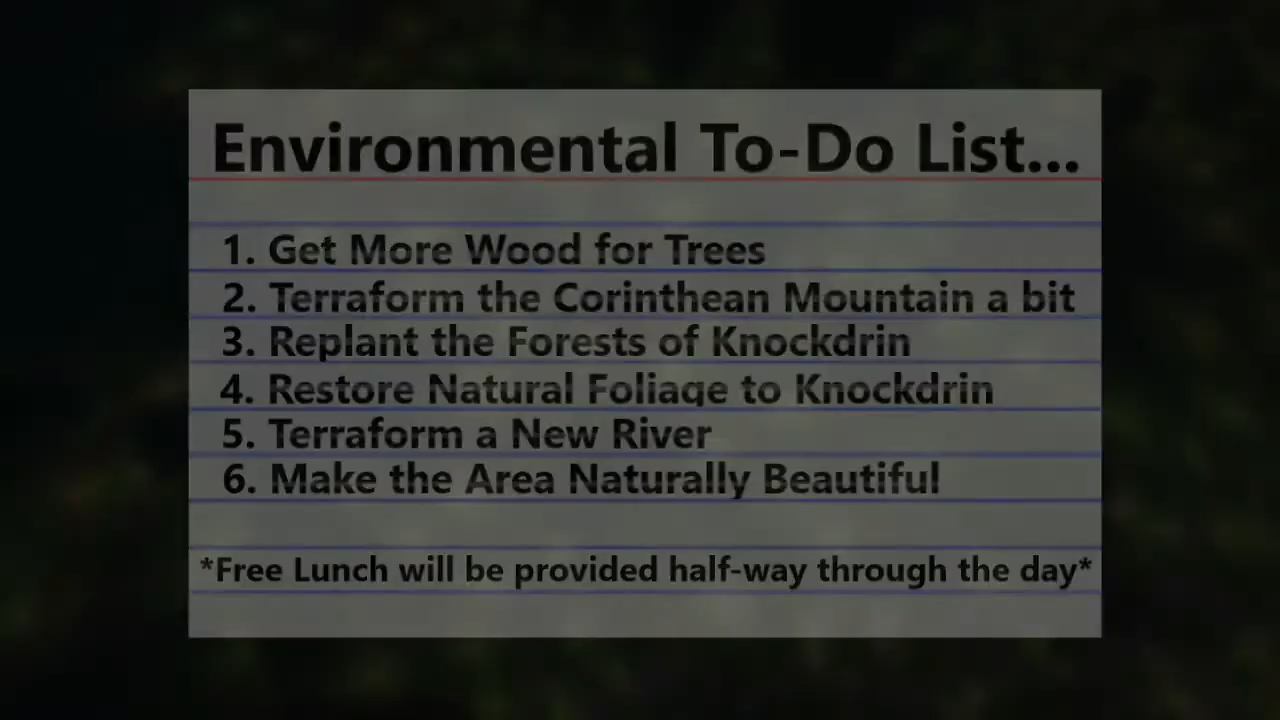 Environmental To-Do List...
1. Get More Wood for Trees
2. Terraform the Corinthean Mountain a bit
3. Replant the Forests of Knockdrin
4. Restore Natural Foliage to Knockdrin
5. Terraform a New River
6. Make the Area Naturally Beautiful
*Free Lunch will be provided half-way through the day*